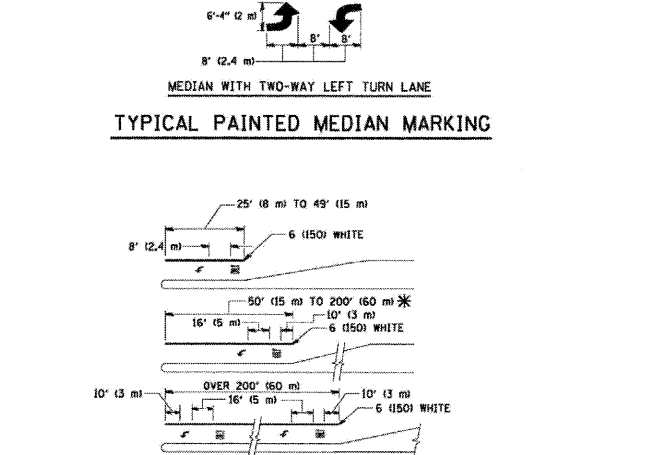 6'-4" (2 m)
8' 8'
8' (2.4 m)
MEDIAN WITH TWO-WAY LEFT TURN LANE
TYPICAL PAINTED MEDIAN MARKING
25' (8 m) TO 49' (15 m)
6 (150) WHITE
8' (2.4 m)
50' (15 m) TO 200' (60 m) *
16' (5 m) 10' (3 m)
6 (150) WHITE
OVER 200' (60 m)
10' (3 m) 16' (5 m) 10' (3 m)
6 (150) WHITE